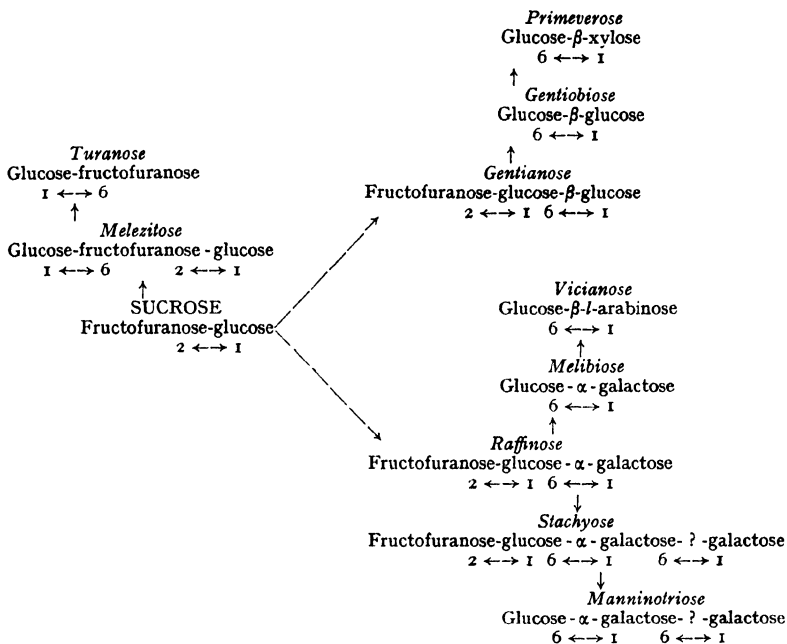 Primeverose
Glucose-β-xylose
6 ←→ 1
↑
Gentiobiose
Glucose-β-glucose
6 ←→ 1
↑
Gentianose
Fructofuranose-glucose-β-glucose
2 ←→ 1 6 ←→ 1
Turanose
Glucose-fructofuranose
1 ←→ 6
↑
Melezitose
Glucose-fructofuranose - glucose
1 ←→ 6 2 ←→ 1
↑
SUCROSE
Fructofuranose-glucose
2 ←→ 1
Vicianose
Glucose-β-l-arabinose
6 ←→ 1
↑
Melibiose
Glucose - α - galactose
6 ←→ 1
↑
Raffinose
Fructofuranose-glucose - α - galactose
2 ←→ 1 6 ←→ 1
↓
Stachyose
Fructofuranose-glucose - α - galactose- ? -galactose
2 ←→ 1 6 ←→ 1 6 ←→ 1
↓
Manninotriose
Glucose - α - galactose- ? -galactose
6 ←→ 1 6 ←→ 1